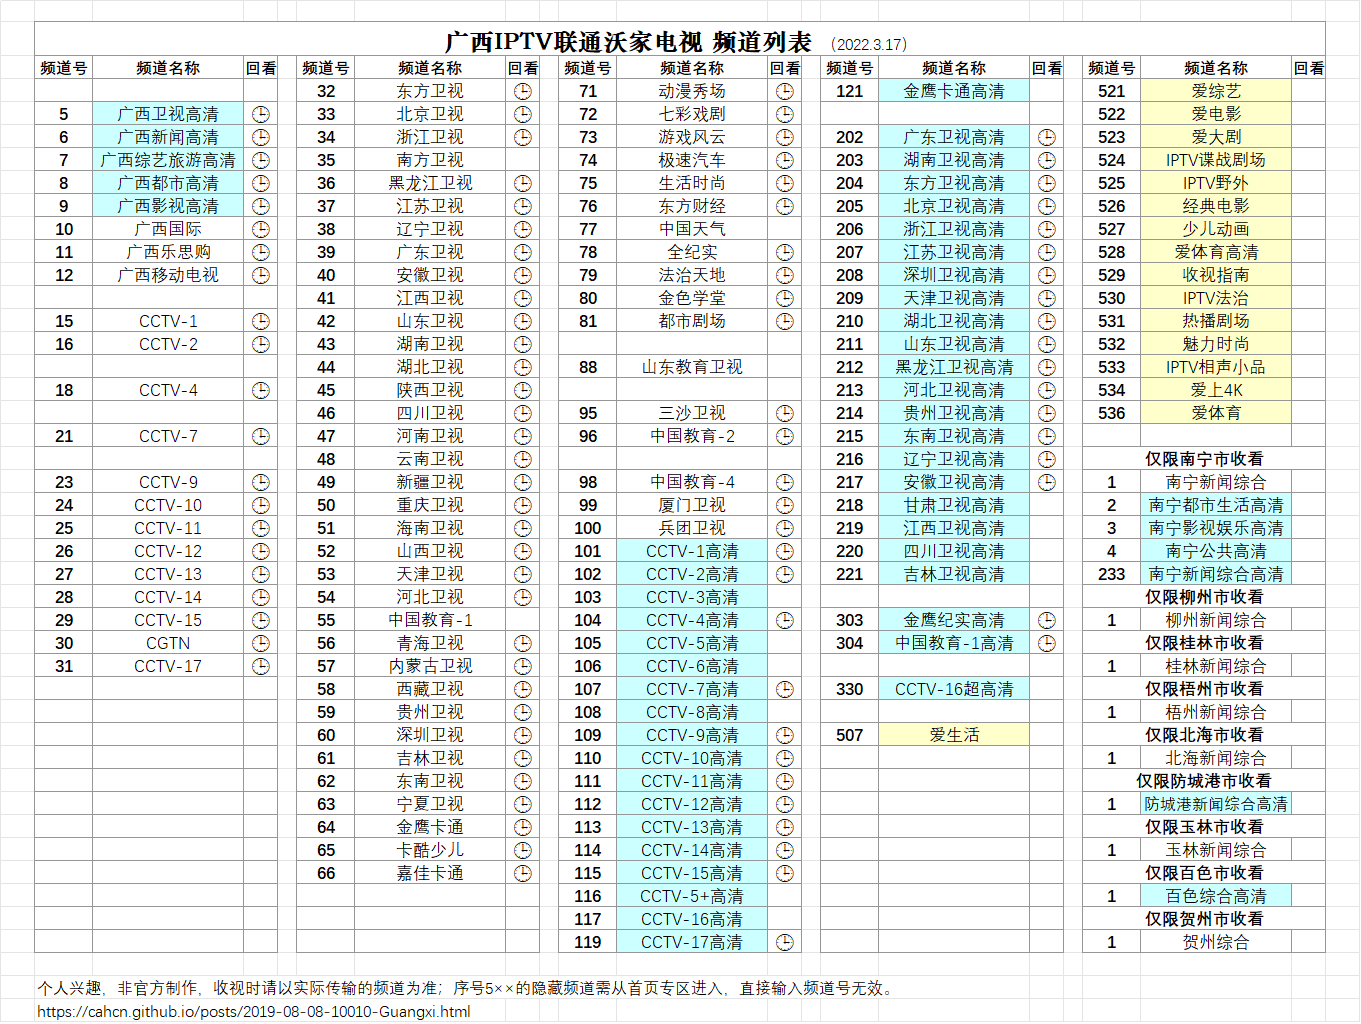 广西IPTV联通沃家电视 频道列表 （2022.3.17）
频道号 频道名称 回看 频道号 频道名称 回看 频道号 频道名称 回看 频道号 频道名称 回看 频道号 频道名称 回看
32 东方卫视 71 动漫秀场 121 金鹰卡通高清 521 爱综艺
5 广西卫视高清 33 北京卫视 72 七彩戏剧 522 爱电影
6 广西新闻高清 34 浙江卫视 73 游戏风云 202 广东卫视高清 523 爱大剧
7 广西综艺旅游高清 35 南方卫视 74 极速汽车 203 湖南卫视高清 524 IPTV谍战剧场
8 广西都市高清 36 黑龙江卫视 75 生活时尚 204 东方卫视高清 525 IPTV野外
9 广西影视高清 37 江苏卫视 76 东方财经 205 北京卫视高清 526 经典电影
10 广西国际 38 辽宁卫视 77 中国天气 206 浙江卫视高清 527 少儿动画
11 广西乐思购 39 广东卫视 78 全纪实 207 江苏卫视高清 528 爱体育高清
12 广西移动电视 40 安徽卫视 79 法治天地 208 深圳卫视高清 529 收视指南
41 江西卫视 80 金色学堂 209 天津卫视高清 530 IPTV法治
15 CCTV-1 42 山东卫视 81 都市剧场 210 湖北卫视高清 531 热播剧场
16 CCTV-2 43 湖南卫视 211 山东卫视高清 532 魅力时尚
44 湖北卫视 88 山东教育卫视 212 黑龙江卫视高清 533 IPTV相声小品
18 CCTV-4 45 陕西卫视 213 河北卫视高清 534 爱上4K
46 四川卫视 95 三沙卫视 214 贵州卫视高清 536 爱体育
21 CCTV-7 47 河南卫视 96 中国教育-2 215 东南卫视高清
48 云南卫视 216 辽宁卫视高清 仅限南宁市收看
23 CCTV-9 49 新疆卫视 98 中国教育-4 217 安徽卫视高清 1 南宁新闻综合
24 CCTV-10 50 重庆卫视 99 厦门卫视 218 甘肃卫视高清 2 南宁都市生活高清
25 CCTV-11 51 海南卫视 100 兵团卫视 219 江西卫视高清 3 南宁影视娱乐高清
26 CCTV-12 52 山西卫视 101 CCTV-1高清 220 四川卫视高清 4 南宁公共高清
27 CCTV-13 53 天津卫视 102 CCTV-2高清 221 吉林卫视高清 233 南宁新闻综合高清
28 CCTV-14 54 河北卫视 103 CCTV-3高清 仅限柳州市收看
29 CCTV-15 55 中国教育-1 104 CCTV-4高清 303 金鹰纪实高清 1 柳州新闻综合
30 CGTN 56 青海卫视 105 CCTV-5高清 304 中国教育-1高清 仅限桂林市收看
31 CCTV-17 57 内蒙古卫视 106 CCTV-6高清 1 桂林新闻综合
58 西藏卫视 107 CCTV-7高清 330 CCTV-16超高清 仅限梧州市收看
59 贵州卫视 108 CCTV-8高清 1 梧州新闻综合
60 深圳卫视 109 CCTV-9高清 507 爱生活 仅限北海市收看
61 吉林卫视 110 CCTV-10高清 1 北海新闻综合
62 东南卫视 111 CCTV-11高清 仅限防城港市收看
63 宁夏卫视 112 CCTV-12高清 1 防城港新闻综合高清
64 金鹰卡通 113 CCTV-13高清 仅限玉林市收看
65 卡酷少儿 114 CCTV-14高清 1 玉林新闻综合
66 嘉佳卡通 115 CCTV-15高清 仅限百色市收看
116 CCTV-5+高清 1 百色综合高清
117 CCTV-16高清 仅限贺州市收看
119 CCTV-17高清 1 贺州综合
个人兴趣，非官方制作，收视时请以实际传输的频道为准；序号5××的隐藏频道需从首页专区进入，直接输入频道号无效。
https://cahcn.github.io/posts/2019-08-08-10010-Guangxi.html